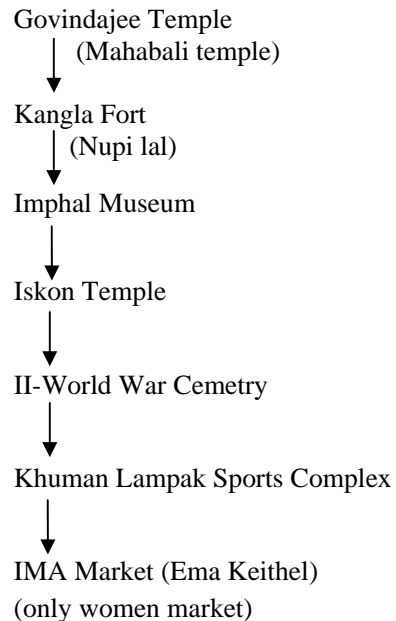 Govindajee Temple
(Mahabali temple)
Kangla Fort
(Nupi lal)
Imphal Museum
Iskon Temple
II-World War Cemetry
Khuman Lampak Sports Complex
IMA Market (Ema Keithel)
(only women market)